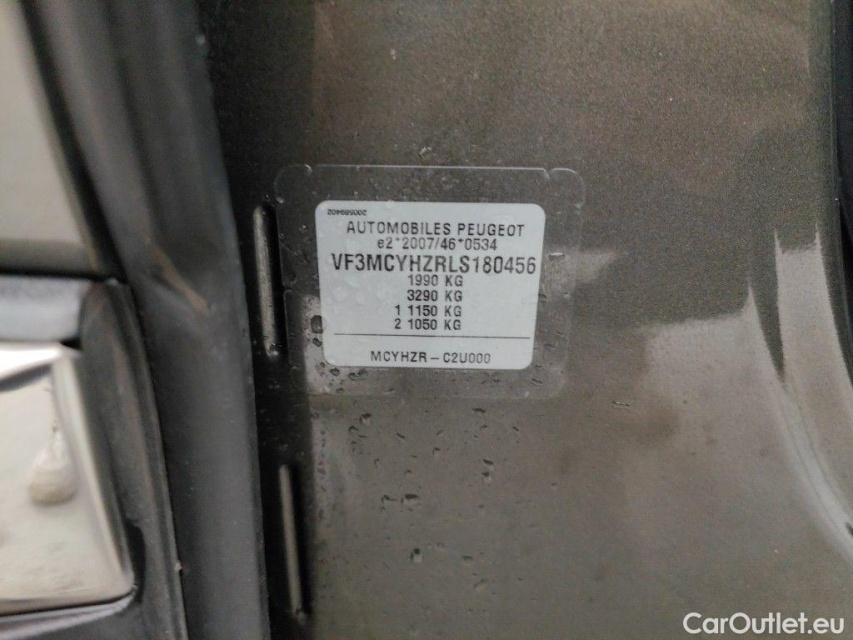 200589402
AUTOMOBILES PEUGEOT
e2*2007/46*0534
VF3MCYHZRLS180456
1990 KG
3290 KG
1 1150 KG
2 1050 KG
MCYHZR - C2U000
CarOutlet.eu